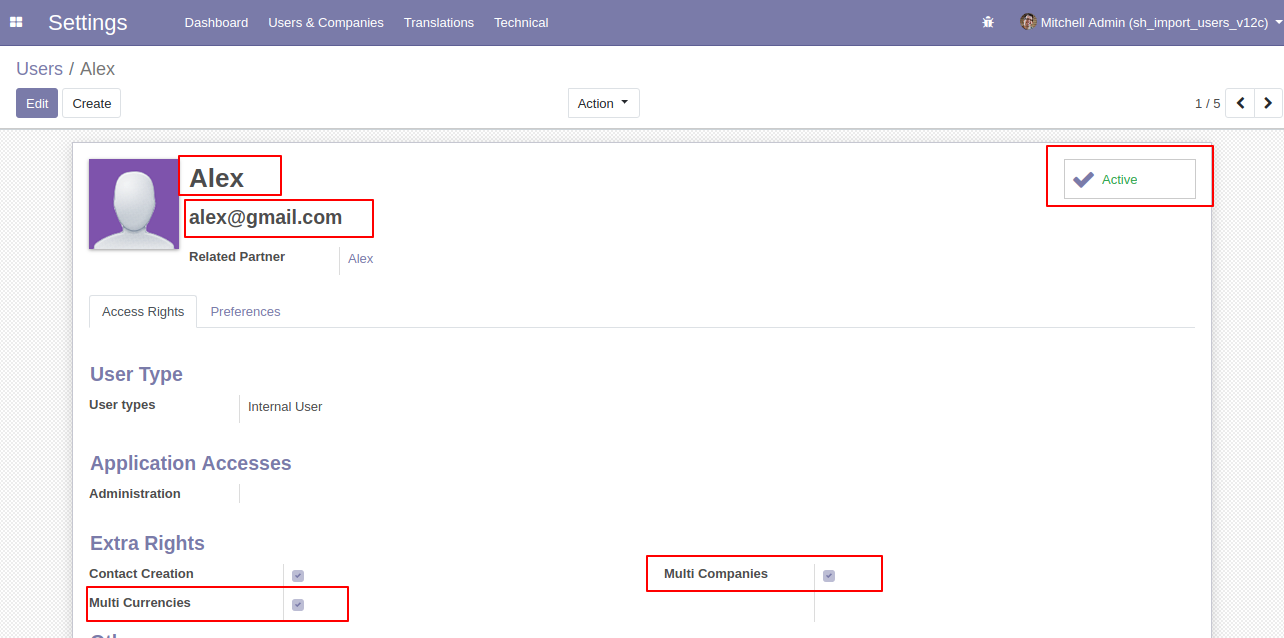 Settings Dashboard Users & Companies Translations Technical Mitchell Admin (sh_import_users_v12c)
Users / Alex
Edit Create Action 1 / 5
Alex
Active
alex@gmail.com
Related Partner Alex
Access Rights Preferences
User Type
User types Internal User
Application Accesses
Administration
Extra Rights
Contact Creation
Multi Companies
Multi Currencies